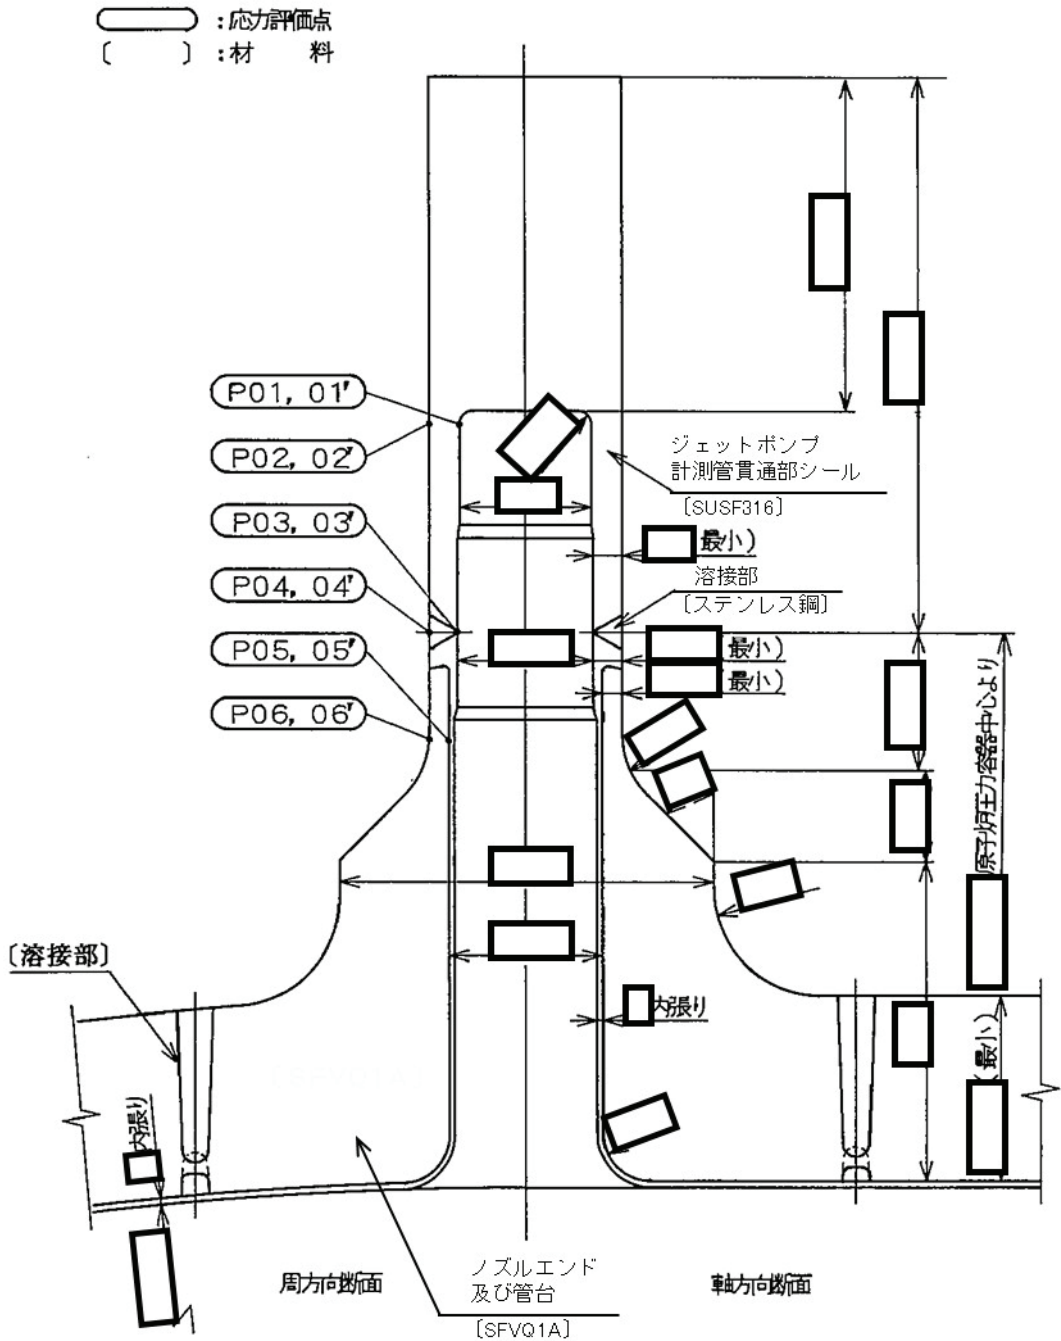 ：応力評価点
〔　　　〕：材　　料
P01, 01'
P02, 02'
ジェットポンプ
計測管貫通部シール
［SUSF316］
P03, 03'
最小）
溶接部
［ステンレス鋼］
P04, 04'
最小）
P05, 05'
最小）
P06, 06'
原子炉圧力容器中心より
〔溶接部〕
内張り
（最小）
内張り
周方向断面
ノズルエンド
及び管台
［SFVQ1A］
軸方向断面